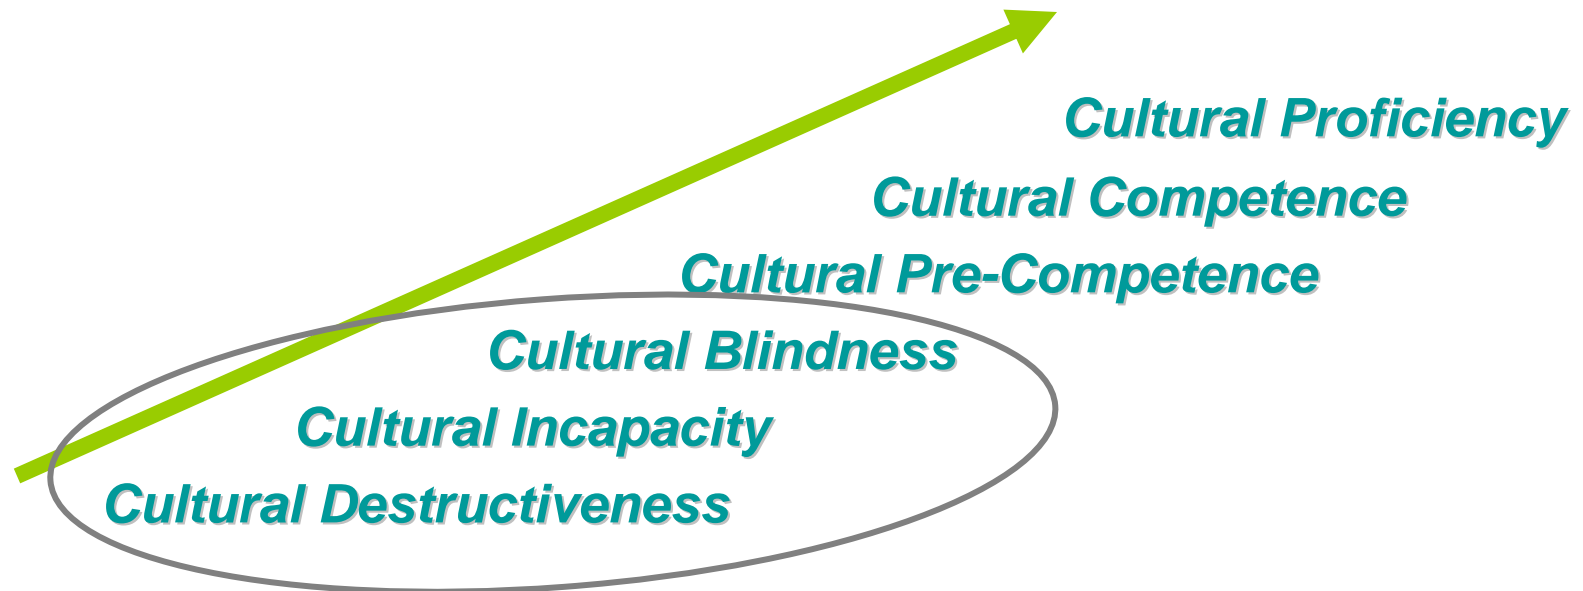 Cultural Proficiency
Cultural Competence
Cultural Pre-Competence
Cultural Blindness
Cultural Incapacity
Cultural Destructiveness